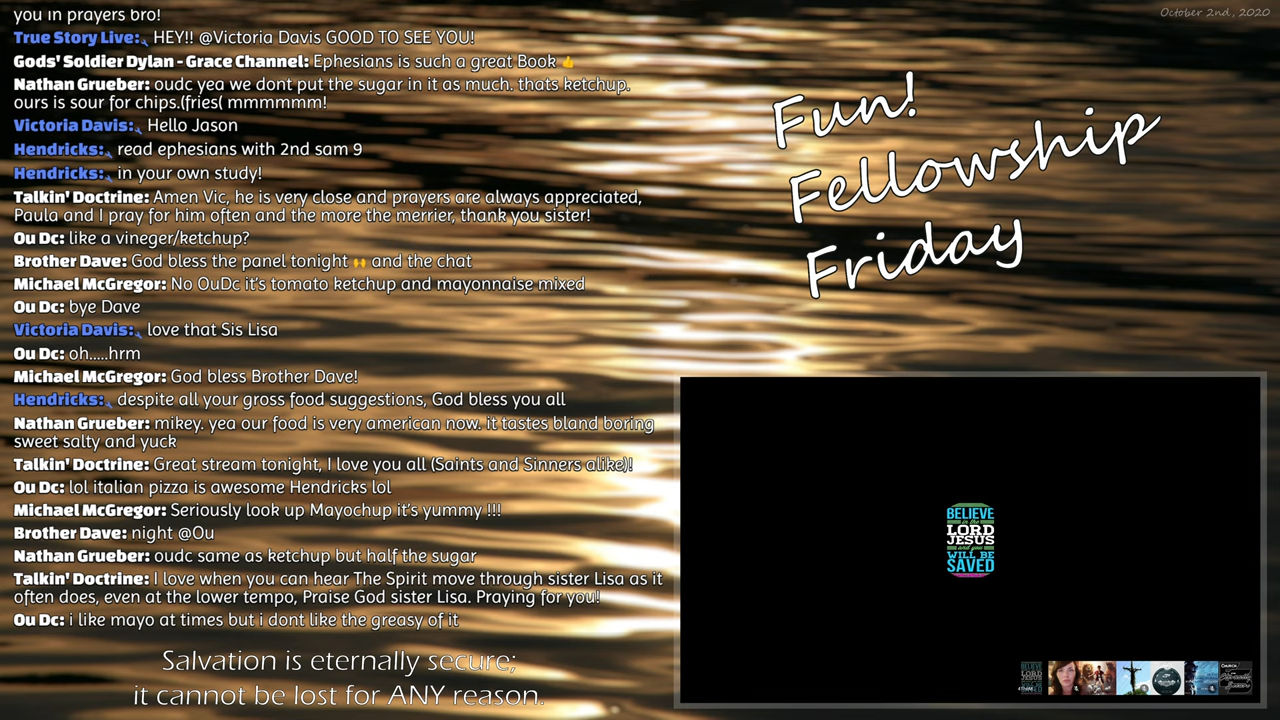 you in prayers bro!
True Story Live: HEY!! @Victoria Davis GOOD TO SEE YOU!
Gods' Soldier Dylan - Grace Channel: Ephesians is such a great Book 👍
Nathan Grueber: oudc yea we dont put the sugar in it as much. thats ketchup.
ours is sour for chips.(fries( mmmmmm!
Victoria Davis: Hello Jason
Hendricks: read ephesians with 2nd sam 9
Hendricks: in your own study!
Talkin' Doctrine: Amen Vic, he is very close and prayers are always appreciated,
Paula and I pray for him often and the more the merrier, thank you sister!
Ou Dc: like a vineger/ketchup?
Brother Dave: God bless the panel tonight 🙌 and the chat
Michael McGregor: No OuDc it's tomato ketchup and mayonnaise mixed
Ou Dc: bye Dave
Victoria Davis: love that Sis Lisa
Ou Dc: oh.....hrm
Michael McGregor: God bless Brother Dave!
Hendricks: despite all your gross food suggestions, God bless you all
Nathan Grueber: mikey. yea our food is very american now. it tastes bland boring
sweet salty and yuck
Talkin' Doctrine: Great stream tonight, I love you all (Saints and Sinners alike)!
Ou Dc: lol italian pizza is awesome Hendricks lol
Michael McGregor: Seriously look up Mayochup it's yummy !!!
Brother Dave: night @Ou
Nathan Grueber: oudc same as ketchup but half the sugar
Talkin' Doctrine: I love when you can hear The Spirit move through sister Lisa as it
often does, even at the lower tempo, Praise God sister Lisa. Praying for you!
Ou Dc: i like mayo at times but i dont like the greasy of it
Salvation is eternally secure;
it cannot be lost for ANY reason.
October 2nd, 2020
Fun!
Fellowship
Friday
BELIEVE
in the
LORD
JESUS
and you
WILL BE
SAVED